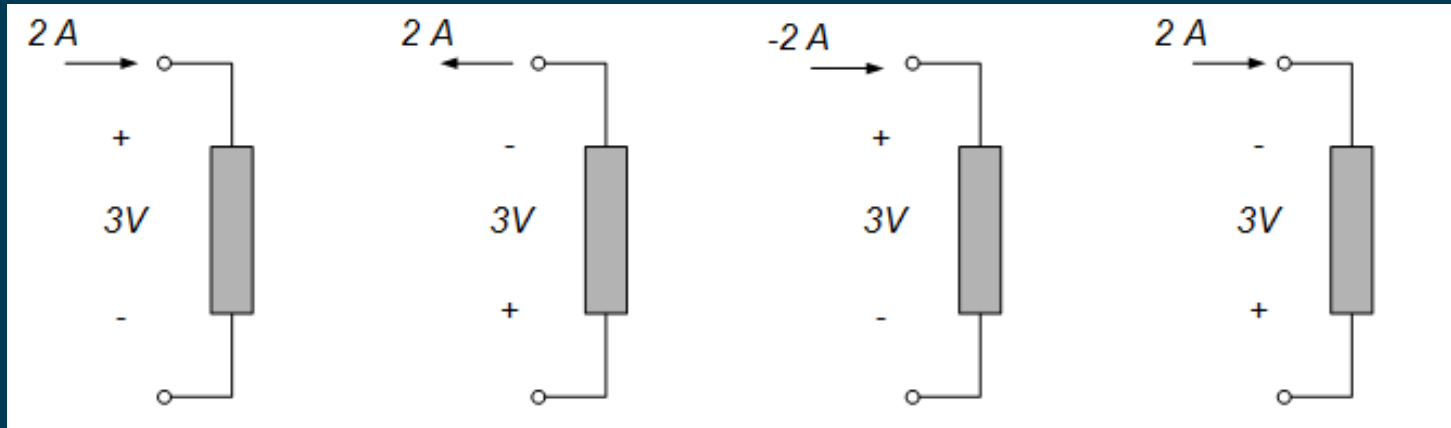 2 A 2 A -2 A 2 A
+ - + -
3V 3V 3V 3V
- + - +